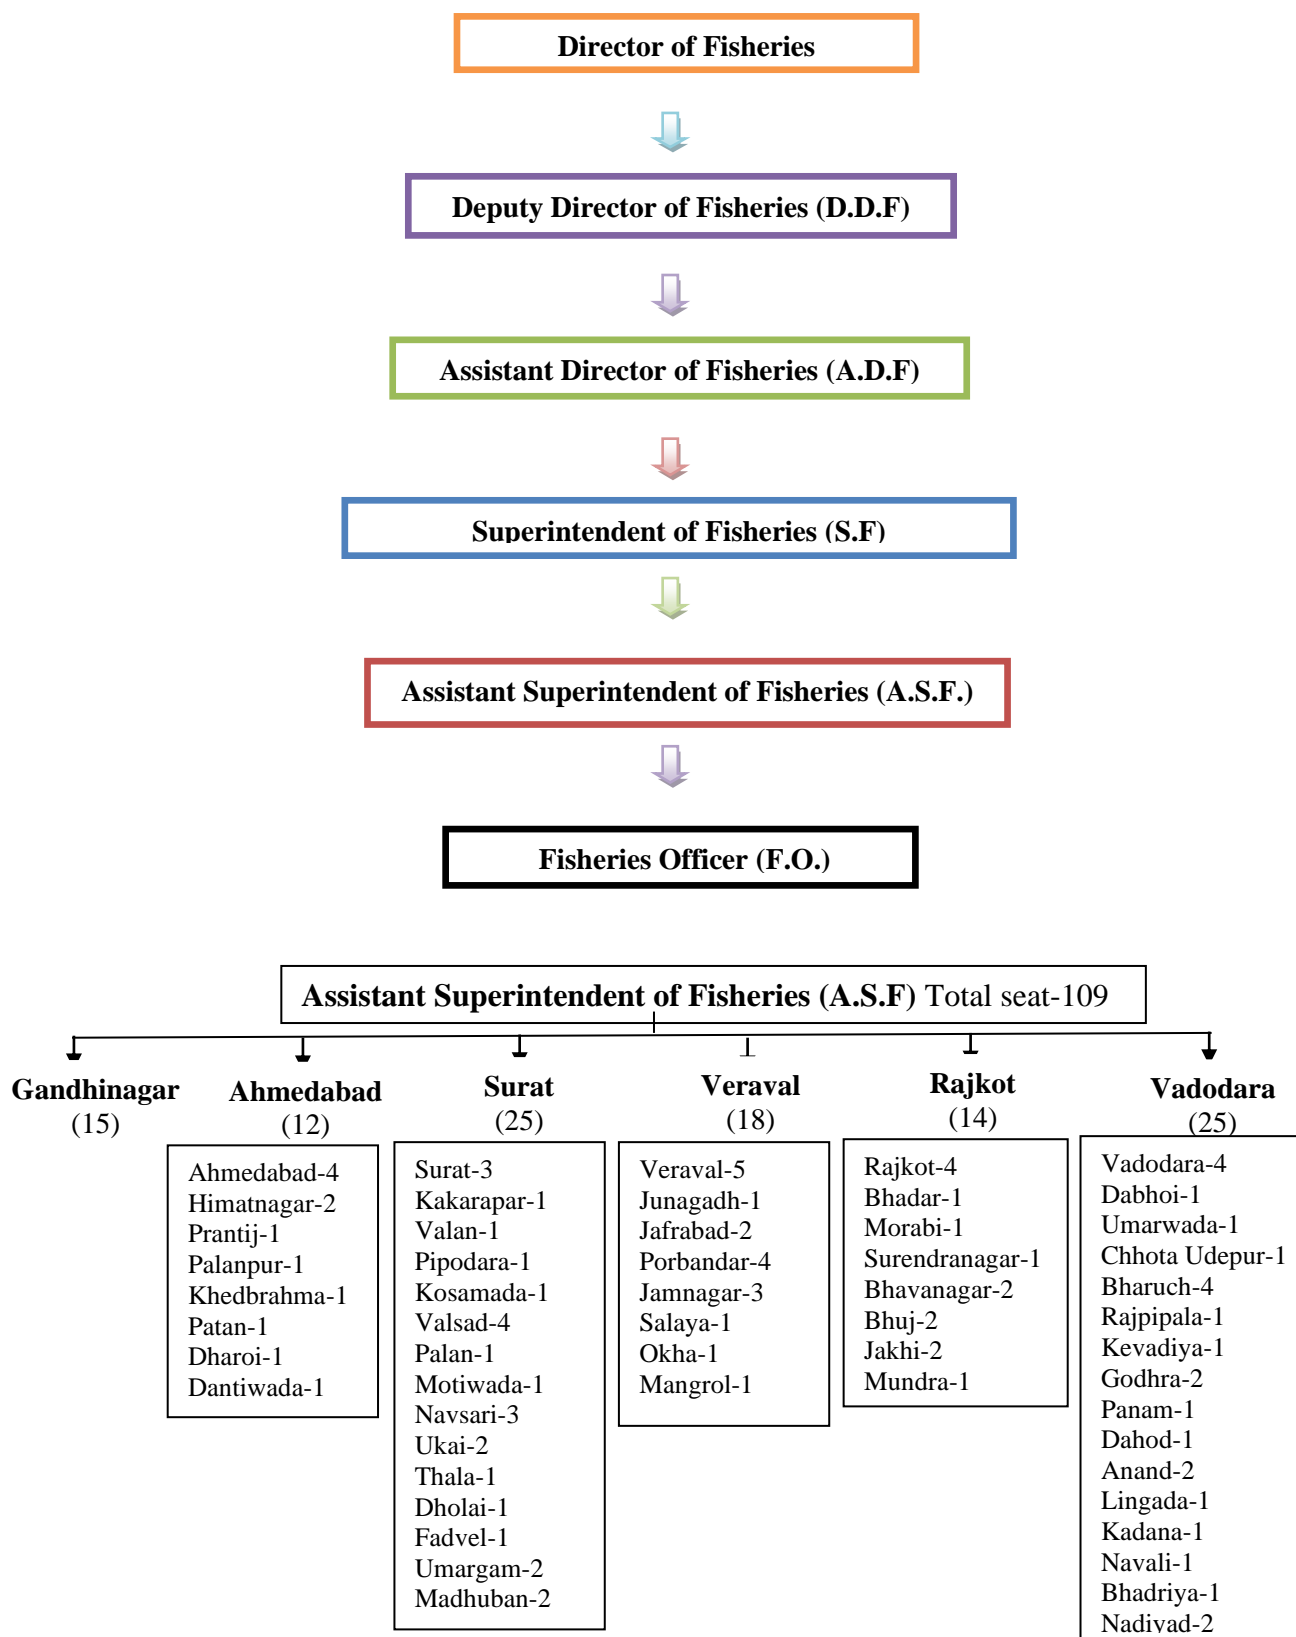 Director of Fisheries
Deputy Director of Fisheries (D.D.F)
Assistant Director of Fisheries (A.D.F)
Superintendent of Fisheries (S.F)
Assistant Superintendent of Fisheries (A.S.F.)
Fisheries Officer (F.O.)
Assistant Superintendent of Fisheries (A.S.F) Total seat-109
Gandhinagar
(15)
Ahmedabad
(12)
Ahmedabad-4
Himatnagar-2
Prantij-1
Palanpur-1
Khedbrahma-1
Patan-1
Dharoi-1
Dantiwada-1
Surat
(25)
Surat-3
Kakarapar-1
Valan-1
Pipodara-1
Kosamada-1
Valsad-4
Palan-1
Motiwada-1
Navsari-3
Ukai-2
Thala-1
Dholai-1
Fadvel-1
Umargam-2
Madhuban-2
Veraval
(18)
Veraval-5
Junagadh-1
Jafrabad-2
Porbandar-4
Jamnagar-3
Salaya-1
Okha-1
Mangrol-1
Rajkot
(14)
Rajkot-4
Bhadar-1
Morabi-1
Surendranagar-1
Bhavanagar-2
Bhuj-2
Jakhi-2
Mundra-1
Vadodara
(25)
Vadodara-4
Dabhoi-1
Umarwada-1
Chhota Udepur-1
Bharuch-4
Rajpipala-1
Kevadiya-1
Godhra-2
Panam-1
Dahod-1
Anand-2
Lingada-1
Kadana-1
Navali-1
Bhadriya-1
Nadiyad-2